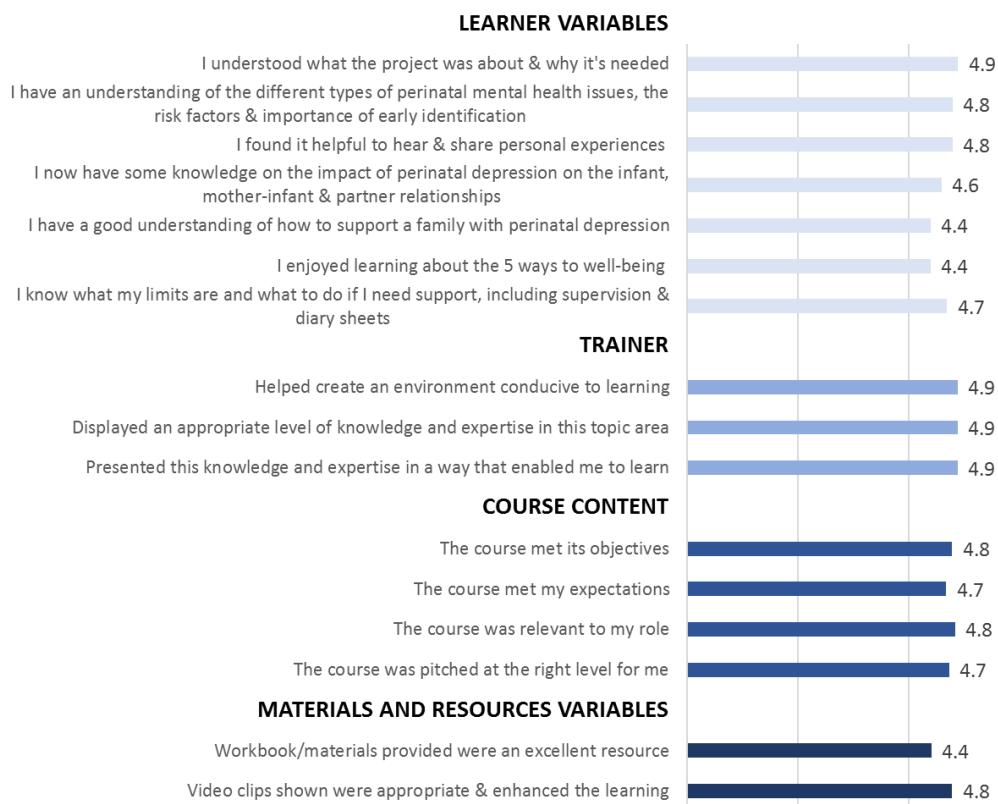 LEARNER VARIABLES
I understood what the project was about & why it's needed 4.9
I have an understanding of the different types of perinatal mental health issues, the
risk factors & importance of early identification 4.8
I found it helpful to hear & share personal experiences 4.8
I now have some knowledge on the impact of perinatal depression on the infant,
mother-infant & partner relationships 4.6
I have a good understanding of how to support a family with perinatal depression 4.4
I enjoyed learning about the 5 ways to well-being 4.4
I know what my limits are and what to do if I need support, including supervision &
diary sheets 4.7
TRAINER
Helped create an environment conducive to learning 4.9
Displayed an appropriate level of knowledge and expertise in this topic area 4.9
Presented this knowledge and expertise in a way that enabled me to learn 4.9
COURSE CONTENT
The course met its objectives 4.8
The course met my expectations 4.7
The course was relevant to my role 4.8
The course was pitched at the right level for me 4.7
MATERIALS AND RESOURCES VARIABLES
Workbook/materials provided were an excellent resource 4.4
Video clips shown were appropriate & enhanced the learning 4.8